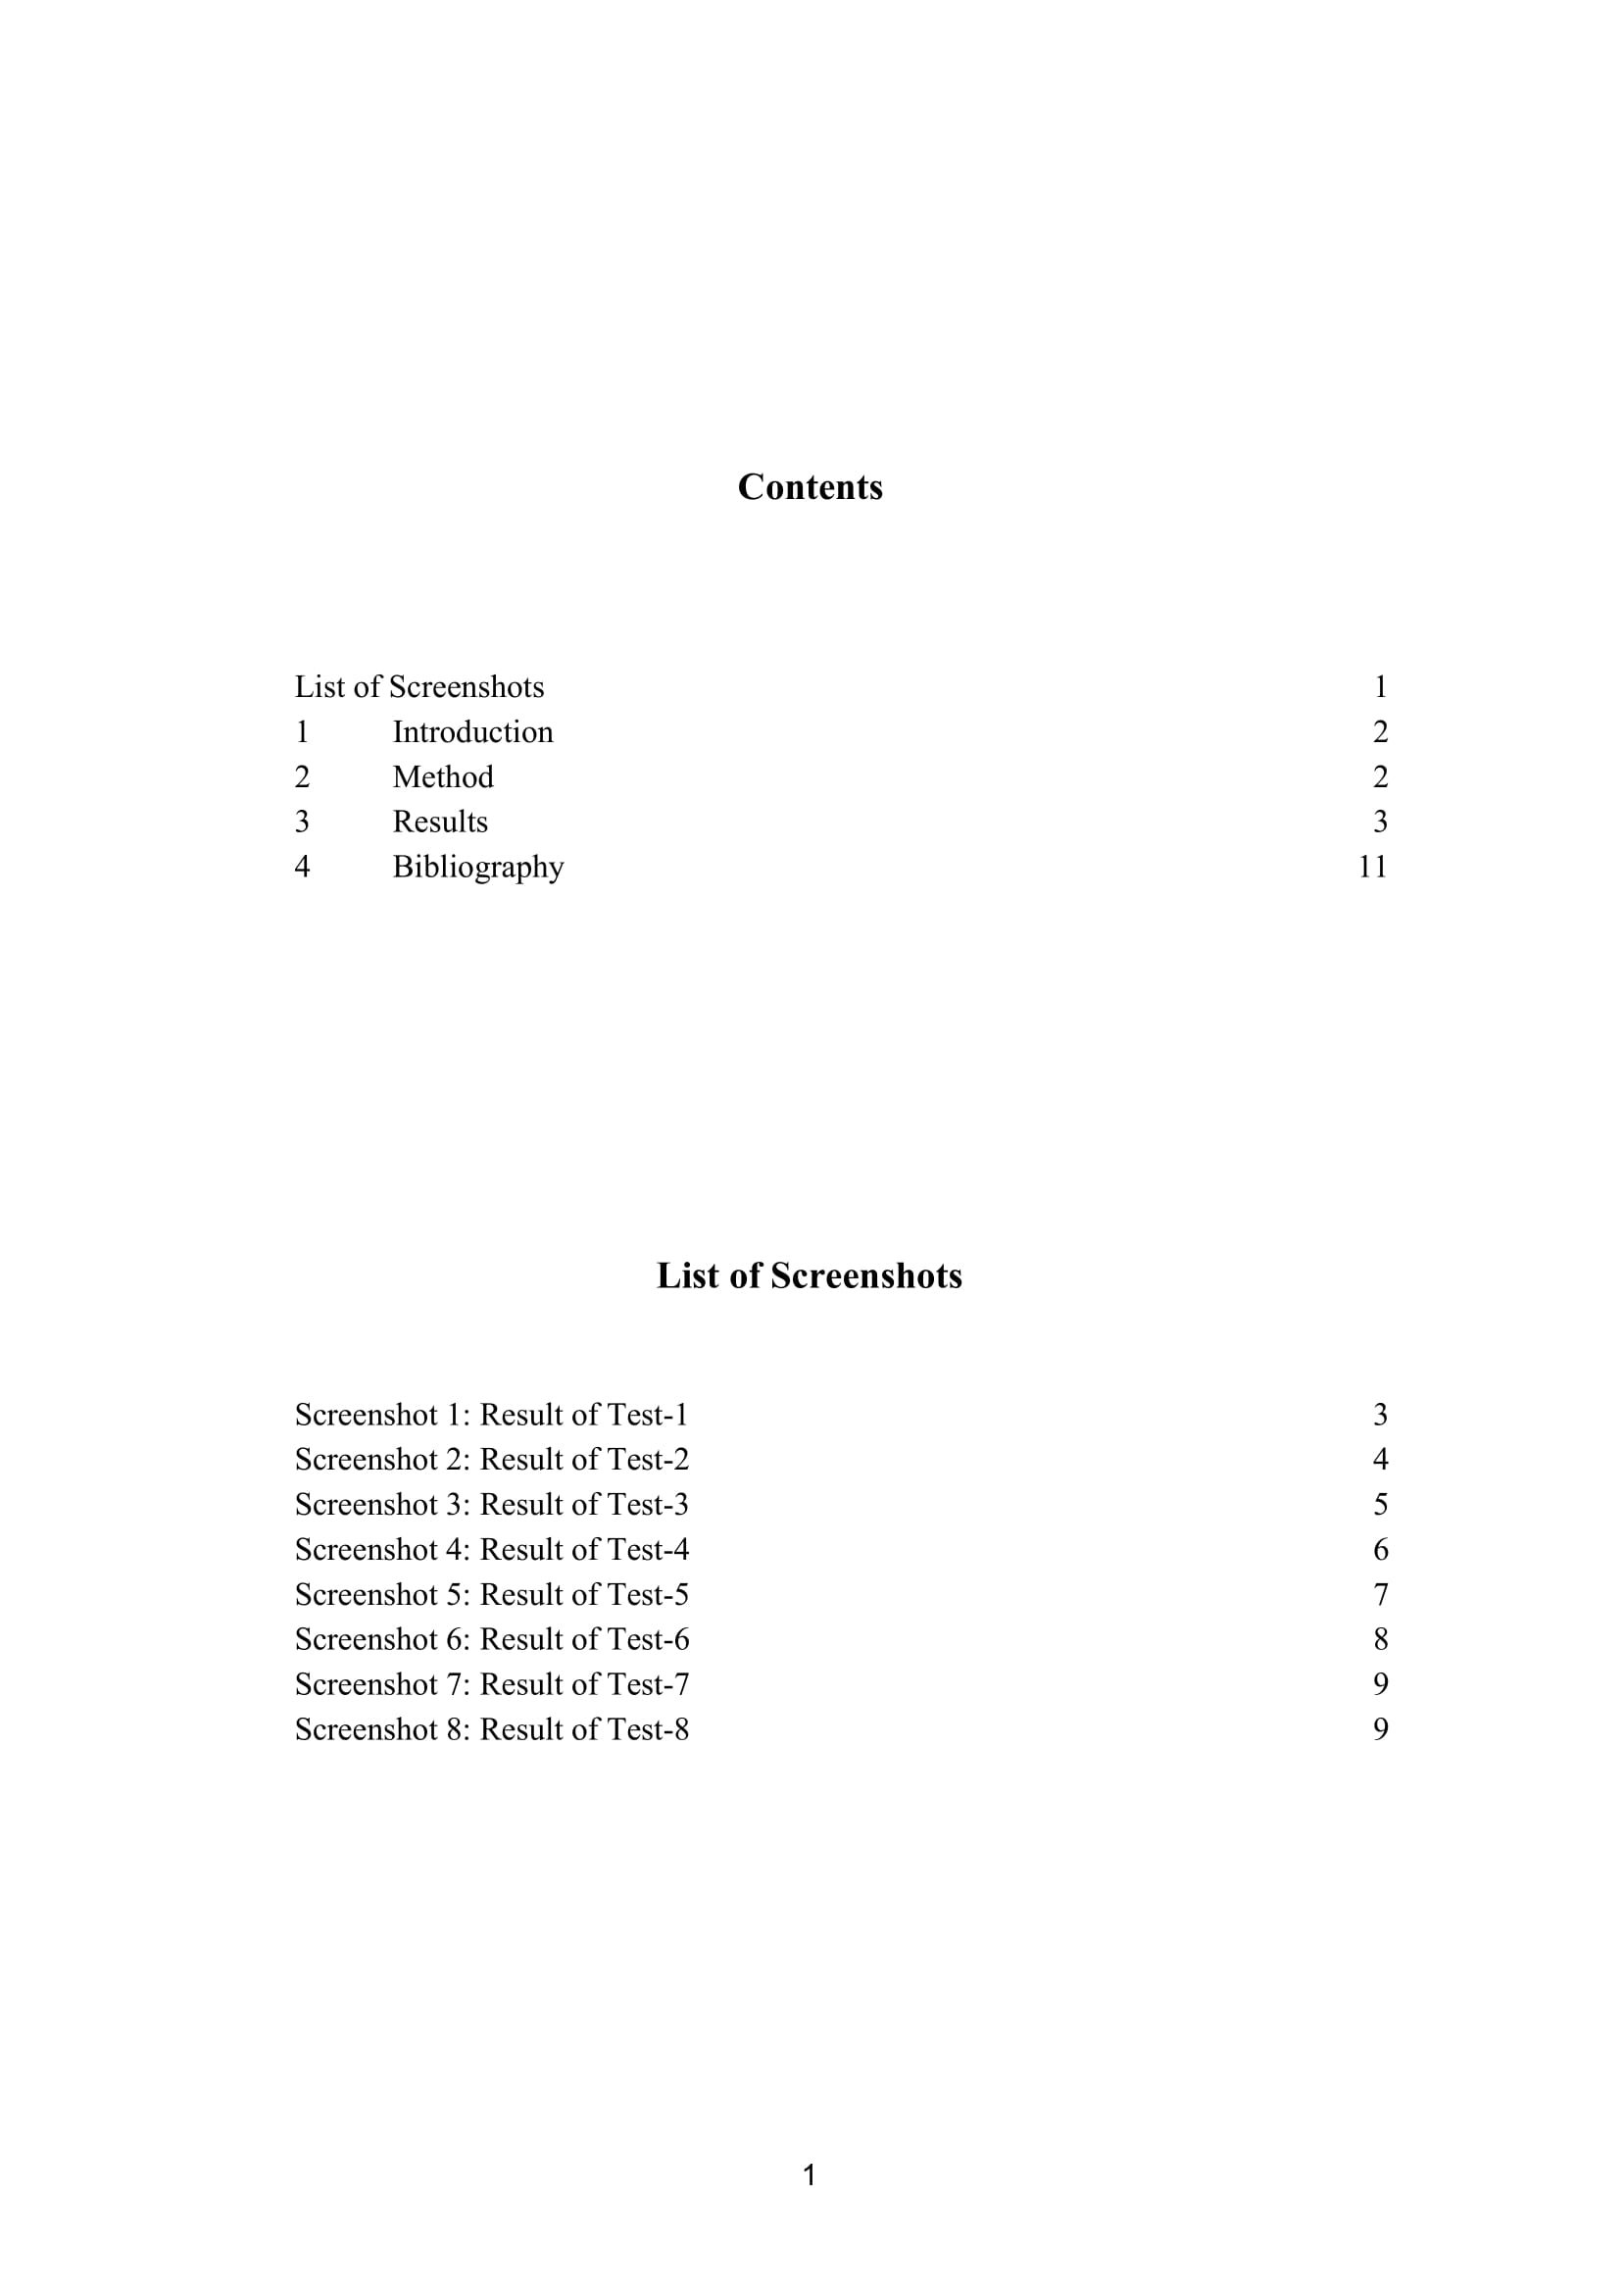 Contents
List of Screenshots 1
1 Introduction 2
2 Method 2
3 Results 3
4 Bibliography 11
List of Screenshots
Screenshot 1: Result of Test-1 3
Screenshot 2: Result of Test-2 4
Screenshot 3: Result of Test-3 5
Screenshot 4: Result of Test-4 6
Screenshot 5: Result of Test-5 7
Screenshot 6: Result of Test-6 8
Screenshot 7: Result of Test-7 9
Screenshot 8: Result of Test-8 9
1